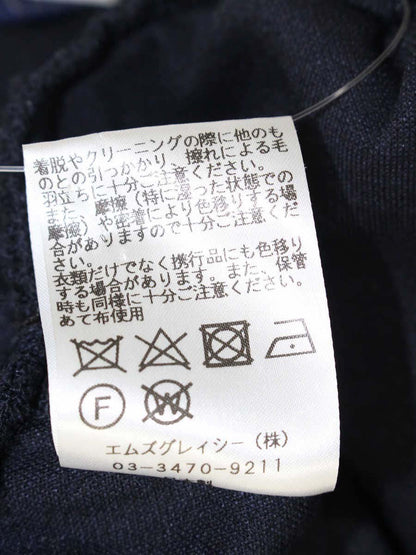 着脱やクリーニングの際に他のも
のとの引っかかり、擦れによる毛
羽立ちに十分ご注意ください。
また、摩擦（特に湿った状態での
摩擦）や密着により色移りする場
合がありますので十分ご注意くだ
さい。
衣類だけでなく携行品にも色移り
する場合があります。また、保管
時も同様に十分ご注意ください。
あて布使用
F
W
エムズグレイシー（株）
03-3470-9211